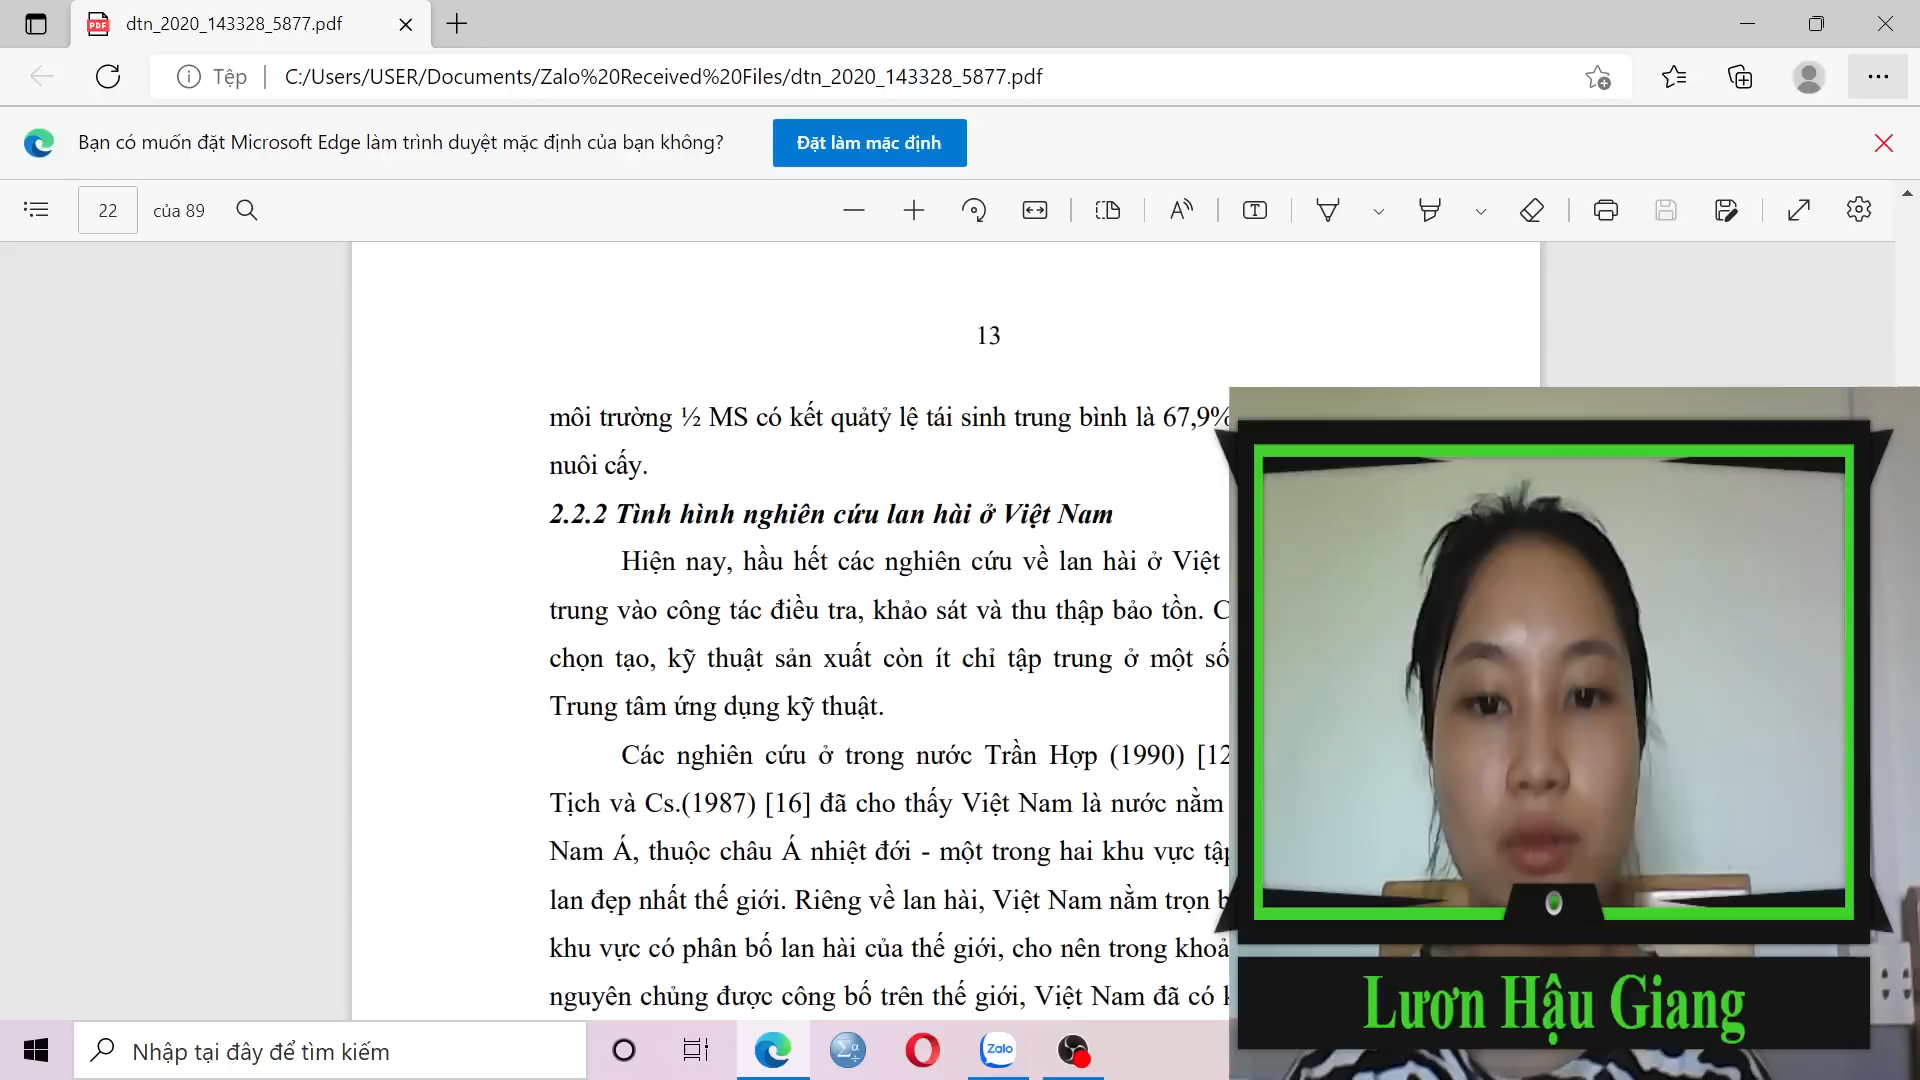 dtn_2020_143328_5877.pdf
Tệp
C:/Users/USER/Documents/Zalo%20Received%20Files/dtn_2020_143328_5877.pdf
Bạn có muốn đặt Microsoft Edge làm trình duyệt mặc định của bạn không?
Đặt làm mặc định
22 của 89
13
môi trường ½ MS có kết quảtỷ lệ tái sinh trung bình là 67,9%
nuôi cấy.
2.2.2 Tình hình nghiên cứu lan hài ở Việt Nam
Hiện nay, hầu hết các nghiên cứu về lan hài ở Việt
trung vào công tác điều tra, khảo sát và thu thập bảo tồn.
chọn tạo, kỹ thuật sản xuất còn ít chỉ tập trung ở một số
Trung tâm ứng dụng kỹ thuật.
Các nghiên cứu ở trong nước Trần Hợp (1990) [12
Tịch và Cs.(1987) [16] đã cho thấy Việt Nam là nước nằm
Nam Á, thuộc châu Á nhiệt đới - một trong hai khu vực tập
lan đẹp nhất thế giới. Riêng về lan hài, Việt Nam nằm trọn
khu vực có phân bố lan hài của thế giới, cho nên trong
nguyên chủng được công bố trên thế giới, Việt Nam đã có
Lươn Hậu Giang
Nhập tại đây để tìm kiếm
Zalo